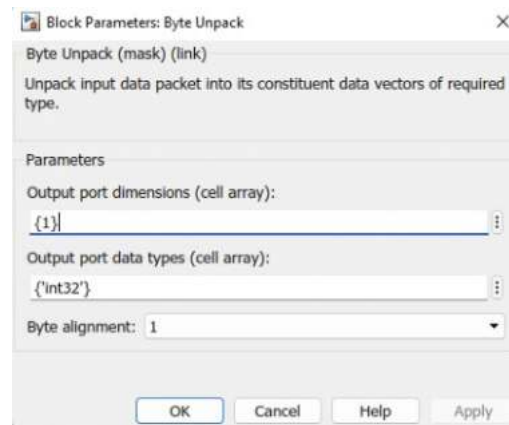 Block Parameters: Byte Unpack
Byte Unpack (mask) (link)
Unpack input data packet into its constituent data vectors of required
type.
Parameters
Output port dimensions (cell array):
{1}
Output port data types (cell array):
{'int32'}
Byte alignment: 1
OK Cancel Help Apply